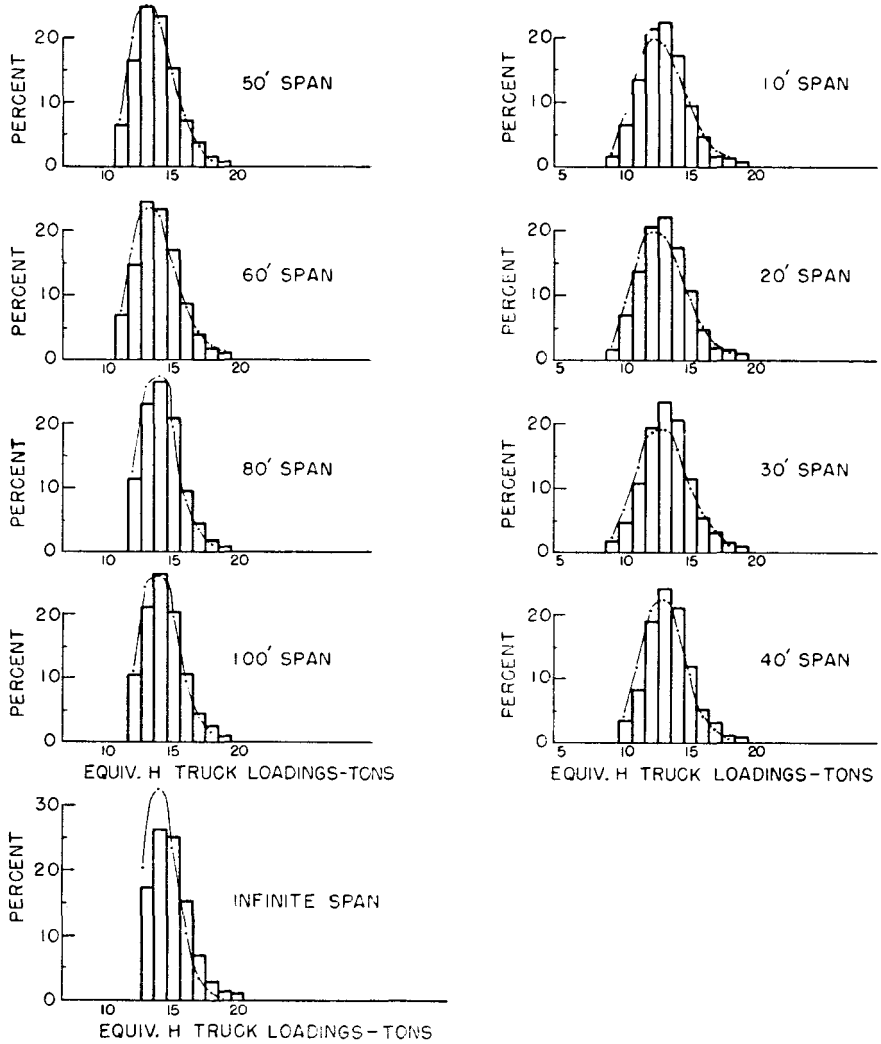 20
10
0
PERCENT
50' SPAN
10 15 20
20
10
0
PERCENT
60' SPAN
10 15 20
20
10
0
PERCENT
80' SPAN
10 15 20
20
10
0
PERCENT
100' SPAN
10 15 20
EQUIV. H TRUCK LOADINGS-TONS
30
20
10
0
PERCENT
INFINITE SPAN
10 15 20
EQUIV. H TRUCK LOADINGS-TONS
20
10
0
PERCENT
10' SPAN
5 10 15 20
20
10
0
PERCENT
20' SPAN
5 10 15 20
20
10
0
PERCENT
30' SPAN
5 10 15 20
20
10
0
PERCENT
40' SPAN
5 10 15 20
EQUIV. H TRUCK LOADINGS-TONS